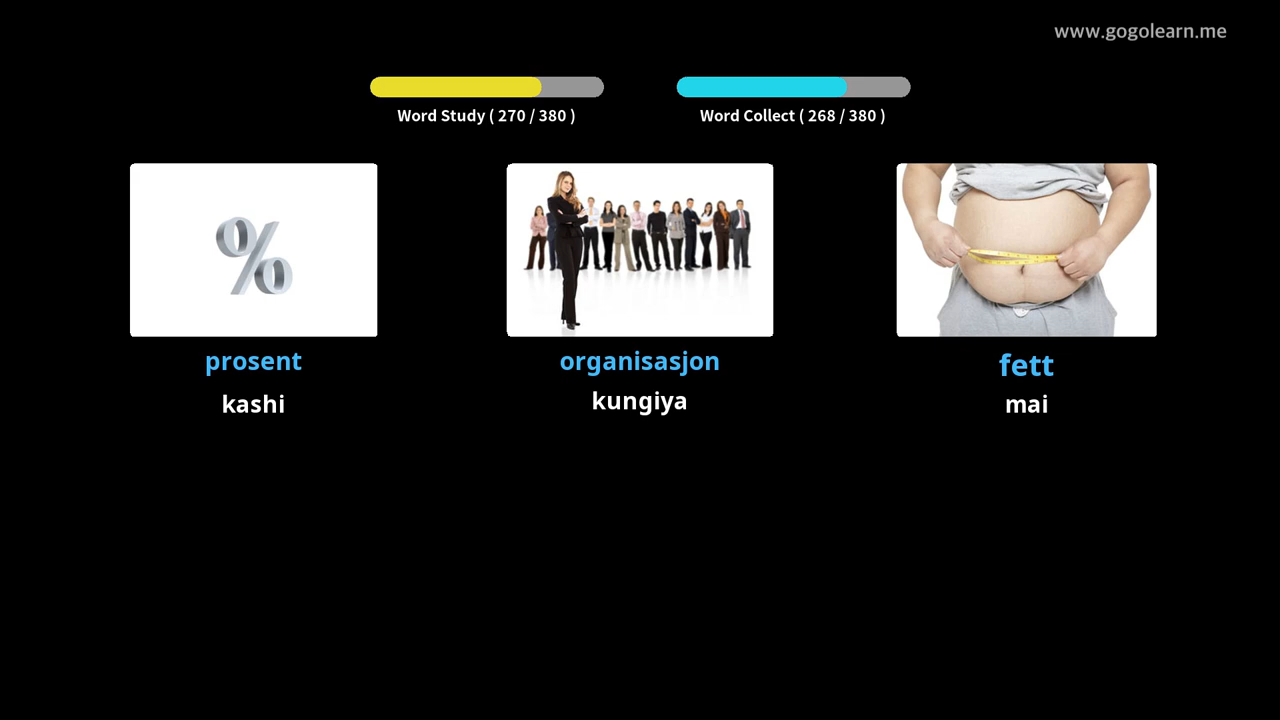 www.gogolearn.me
Word Study ( 270 / 380 )
Word Collect ( 268 / 380 )
%
prosent
organisasjon
fett
kashi
kungiya
mai